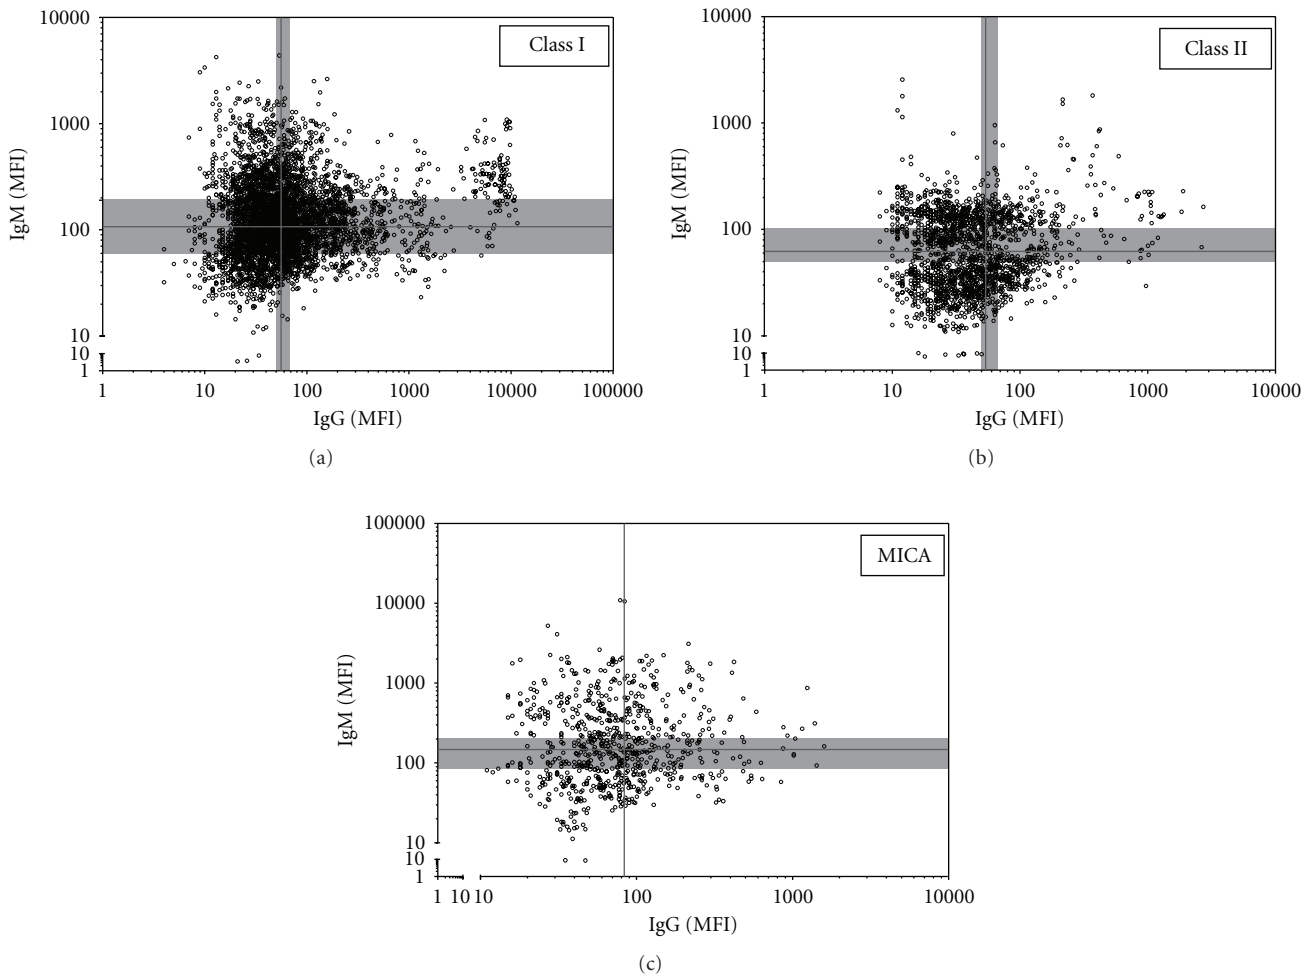 10000
1000
100
10
10
1
IgM (MFI)
Class I
1 10 100 1000 10000 100000
IgG (MFI)
(a)
10000
1000
100
10
10
1
IgM (MFI)
Class II
1 10 100 1000 10000
IgG (MFI)
(b)
100000
10000
1000
100
10
10
1
IgM (MFI)
MICA
1 10 10 100 1000 10000
IgG (MFI)
(c)